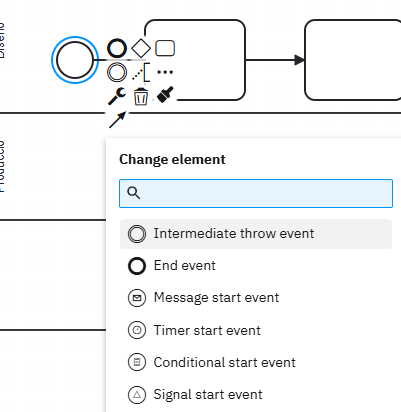 Diseño
Producció
Change element
Intermediate throw event
End event
Message start event
Timer start event
Conditional start event
Signal start event